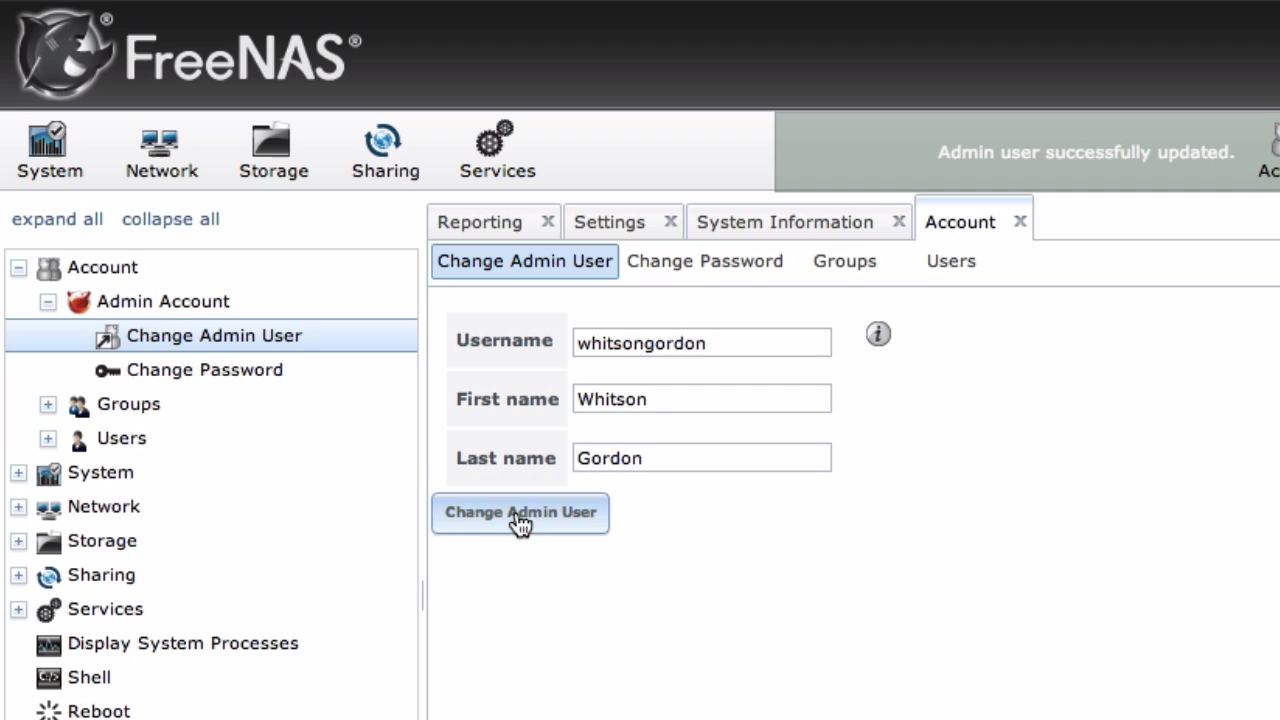 FreeNAS®
System Network Storage Sharing Services
Admin user successfully updated.
expand all collapse all
Reporting Settings System Information Account
Change Admin User Change Password Groups Users
Account
Admin Account
Change Admin User
Change Password
Groups
Users
System
Network
Storage
Sharing
Services
Display System Processes
Shell
Reboot
Username whitsongordon
First name Whitson
Last name Gordon
Change Admin User